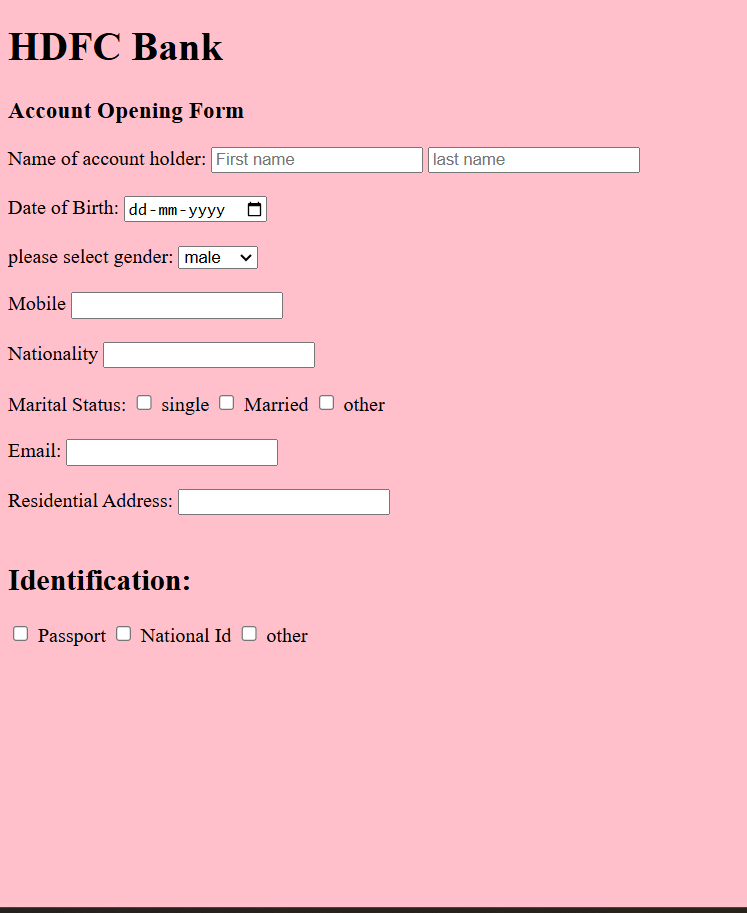 HDFC Bank
Account Opening Form
Name of account holder: First name last name
Date of Birth: dd-mm-yyyy
please select gender: male
Mobile
Nationality
Marital Status: single Married other
Email:
Residential Address:
Identification:
Passport National Id other